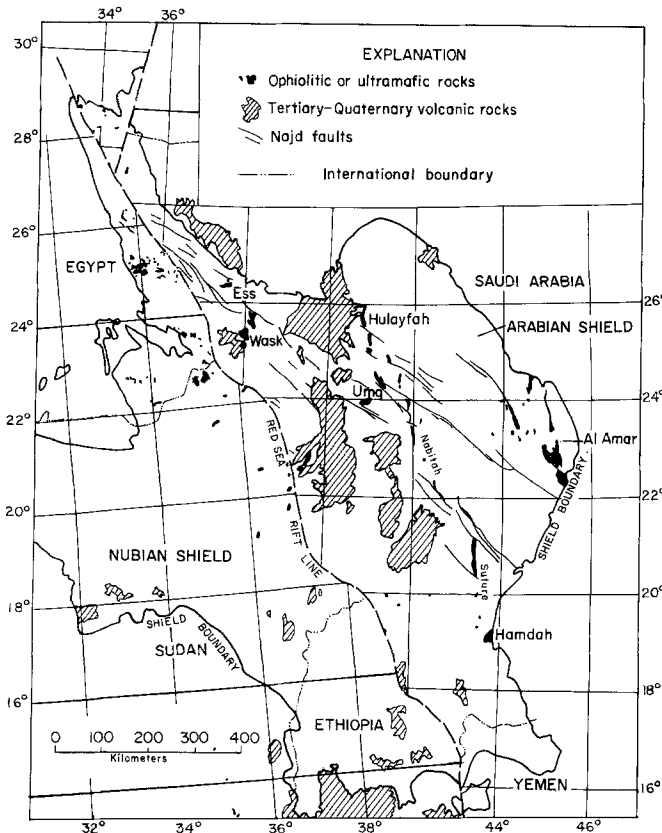 34° 36°
30°
28°
26°
24°
22°
20°
18°
16°
EXPLANATION
Ophiolitic or ultramafic rocks
Tertiary-Quaternary volcanic rocks
Najd faults
International boundary
EGYPT
Ess
Wask
Hulayfah
Umq
SAUDI ARABIA
26°
ARABIAN SHIELD
24°
Al Amar
22°
SHIELD BOUNDARY
Nabitah
Suture
RED SEA
RIFT
LINE
20°
NUBIAN SHIELD
SHIELD
BOUNDARY
SUDAN
Hamdah
18°
ETHIOPIA
0 100 200 300 400
Kilometers
YEMEN
16°
32° 34° 36° 38° 44° 46°